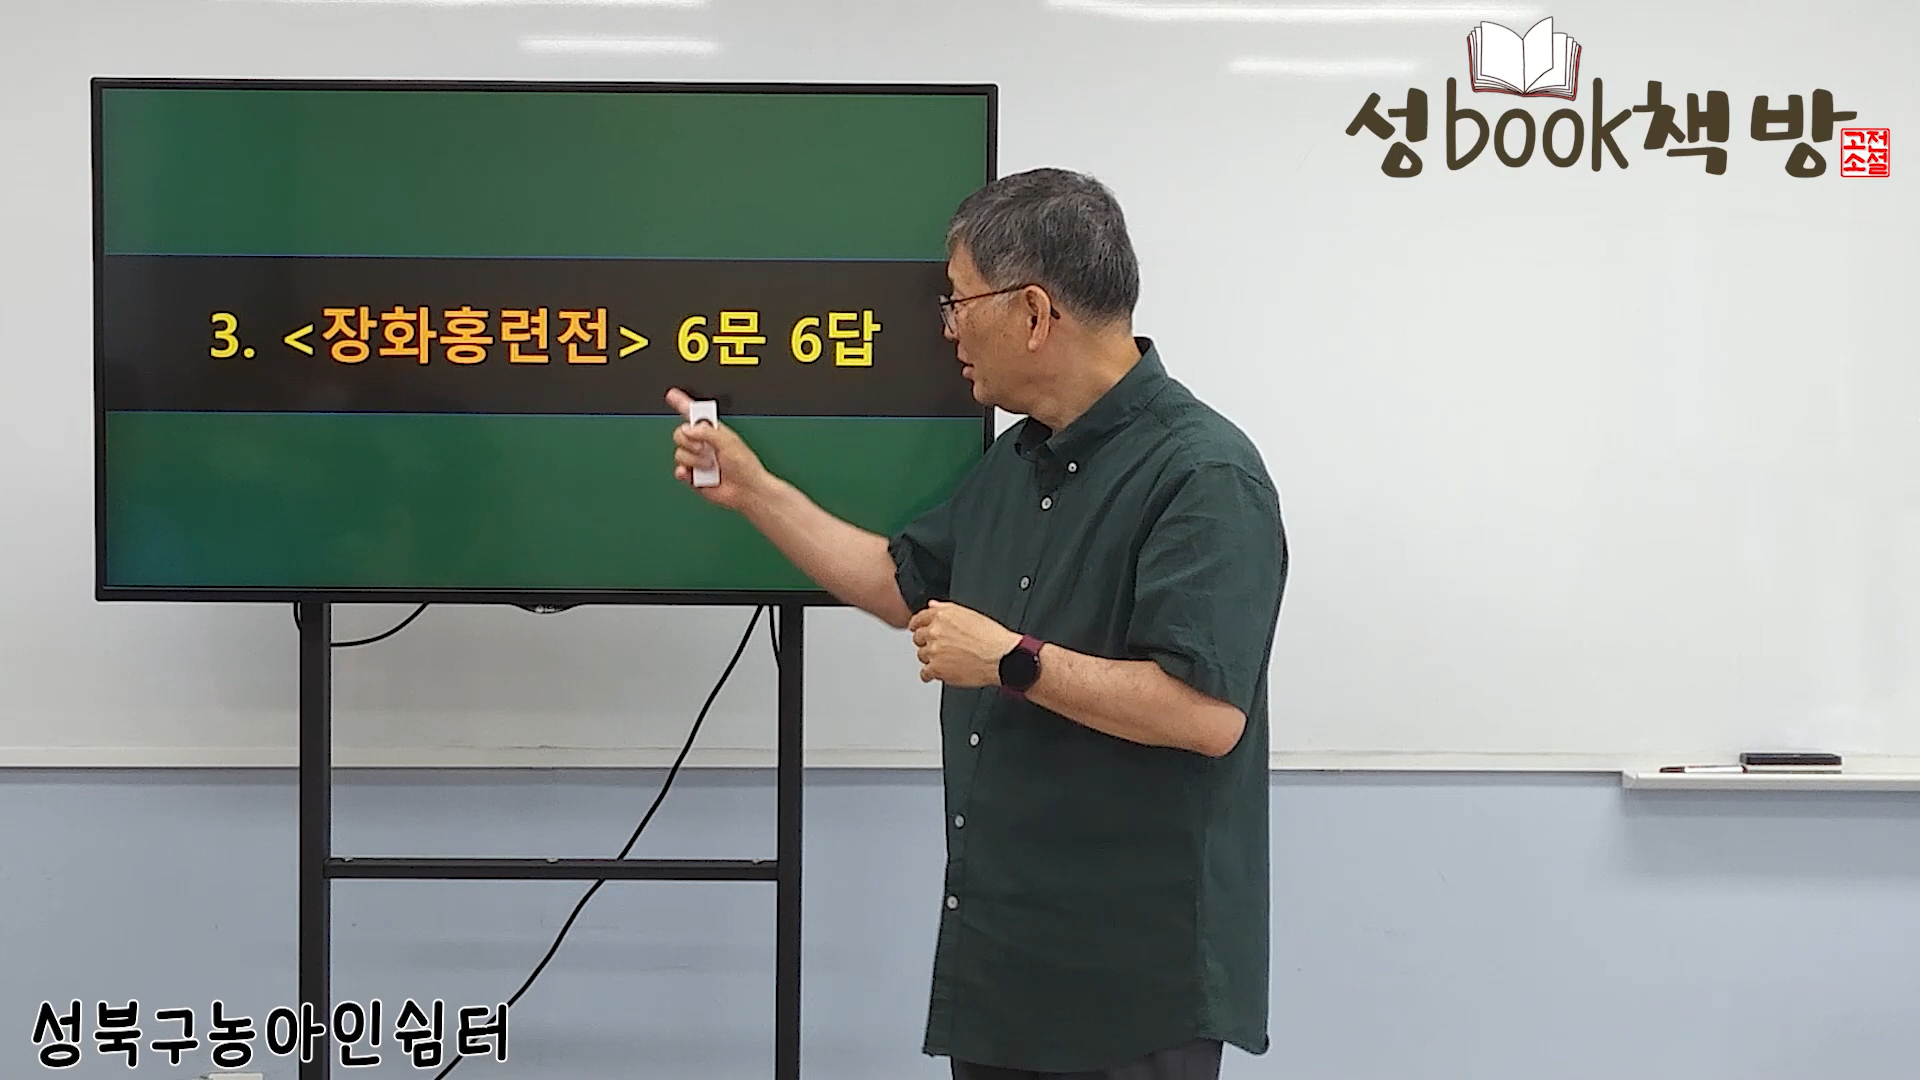 성book책방
고전
소설
3. <장화홍련전> 6문 6답
성북구농아인쉼터